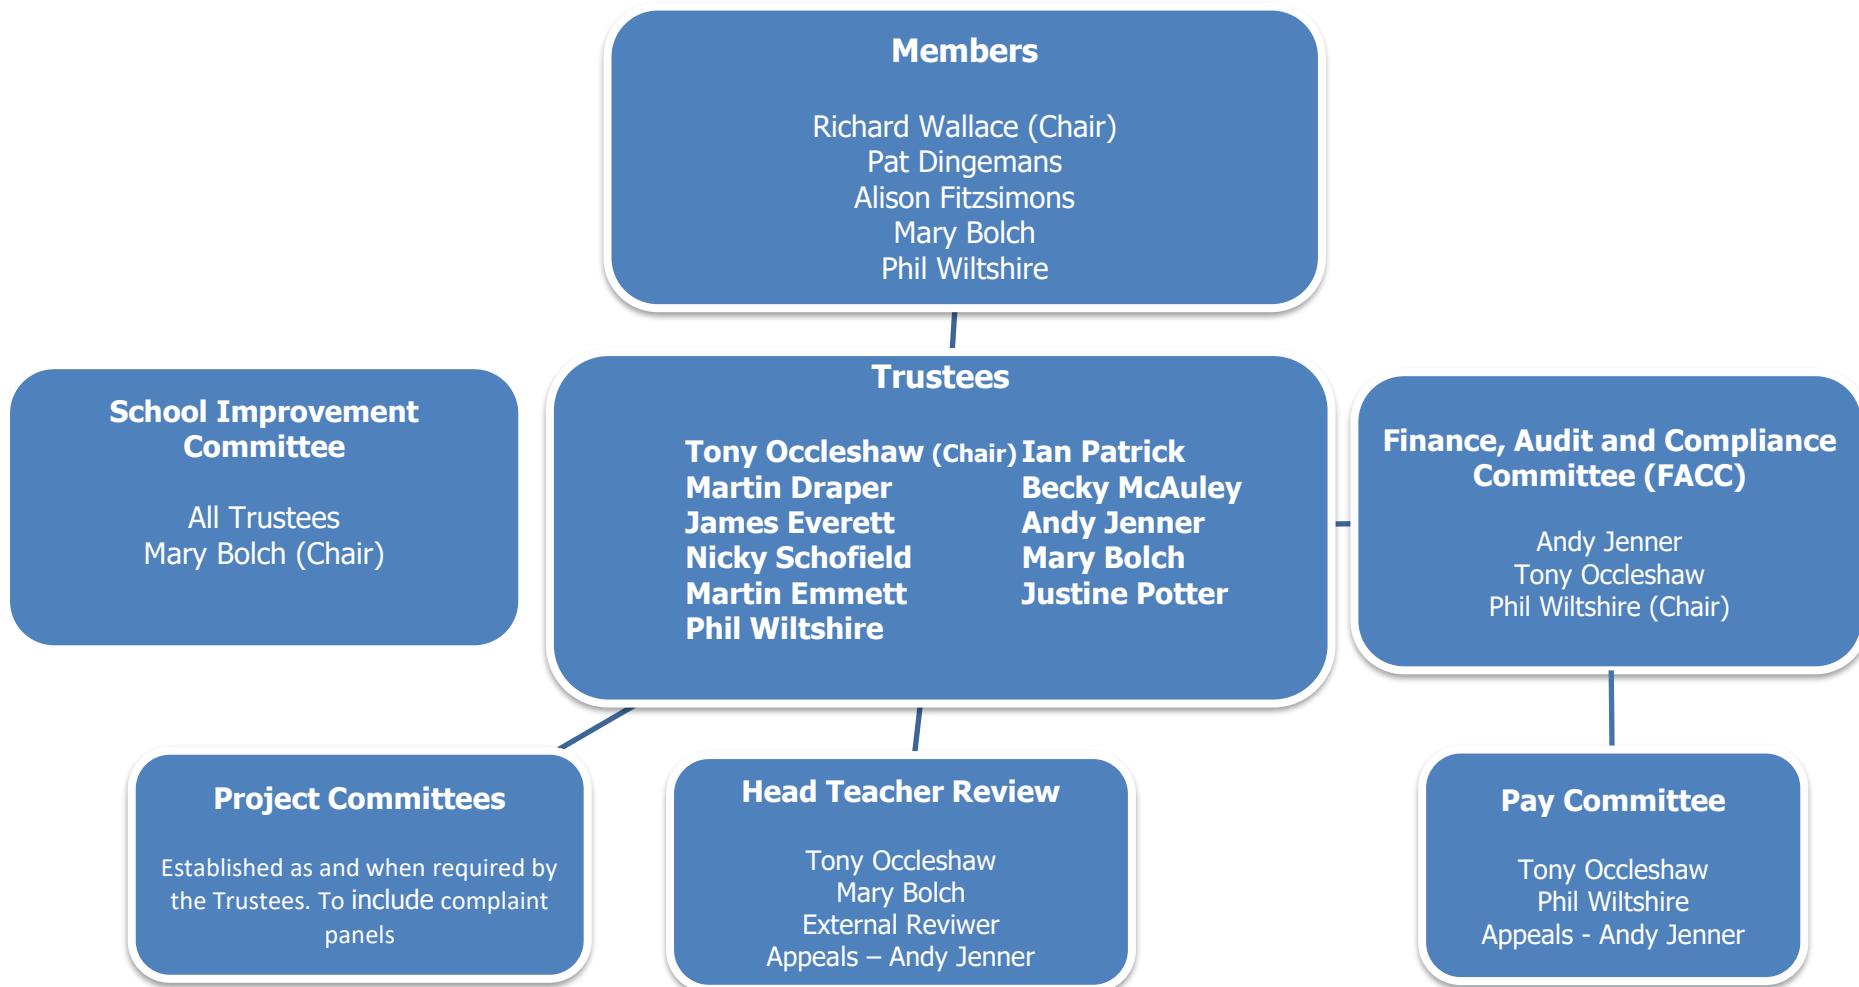 Members
Richard Wallace (Chair)
Pat Dingemans
Alison Fitzsimons
Mary Bolch
Phil Wiltshire
School Improvement
Committee
All Trustees
Mary Bolch (Chair)
Trustees
Tony Occleshaw (Chair) Ian Patrick
Martin Draper Becky McAuley
James Everett Andy Jenner
Nicky Schofield Mary Bolch
Martin Emmett Justine Potter
Phil Wiltshire
Finance, Audit and Compliance
Committee (FACC)
Andy Jenner
Tony Occleshaw
Phil Wiltshire (Chair)
Project Committees
Established as and when required by
the Trustees. To include complaint
panels
Head Teacher Review
Tony Occleshaw
Mary Bolch
External Reviwer
Appeals – Andy Jenner
Pay Committee
Tony Occleshaw
Phil Wiltshire
Appeals - Andy Jenner